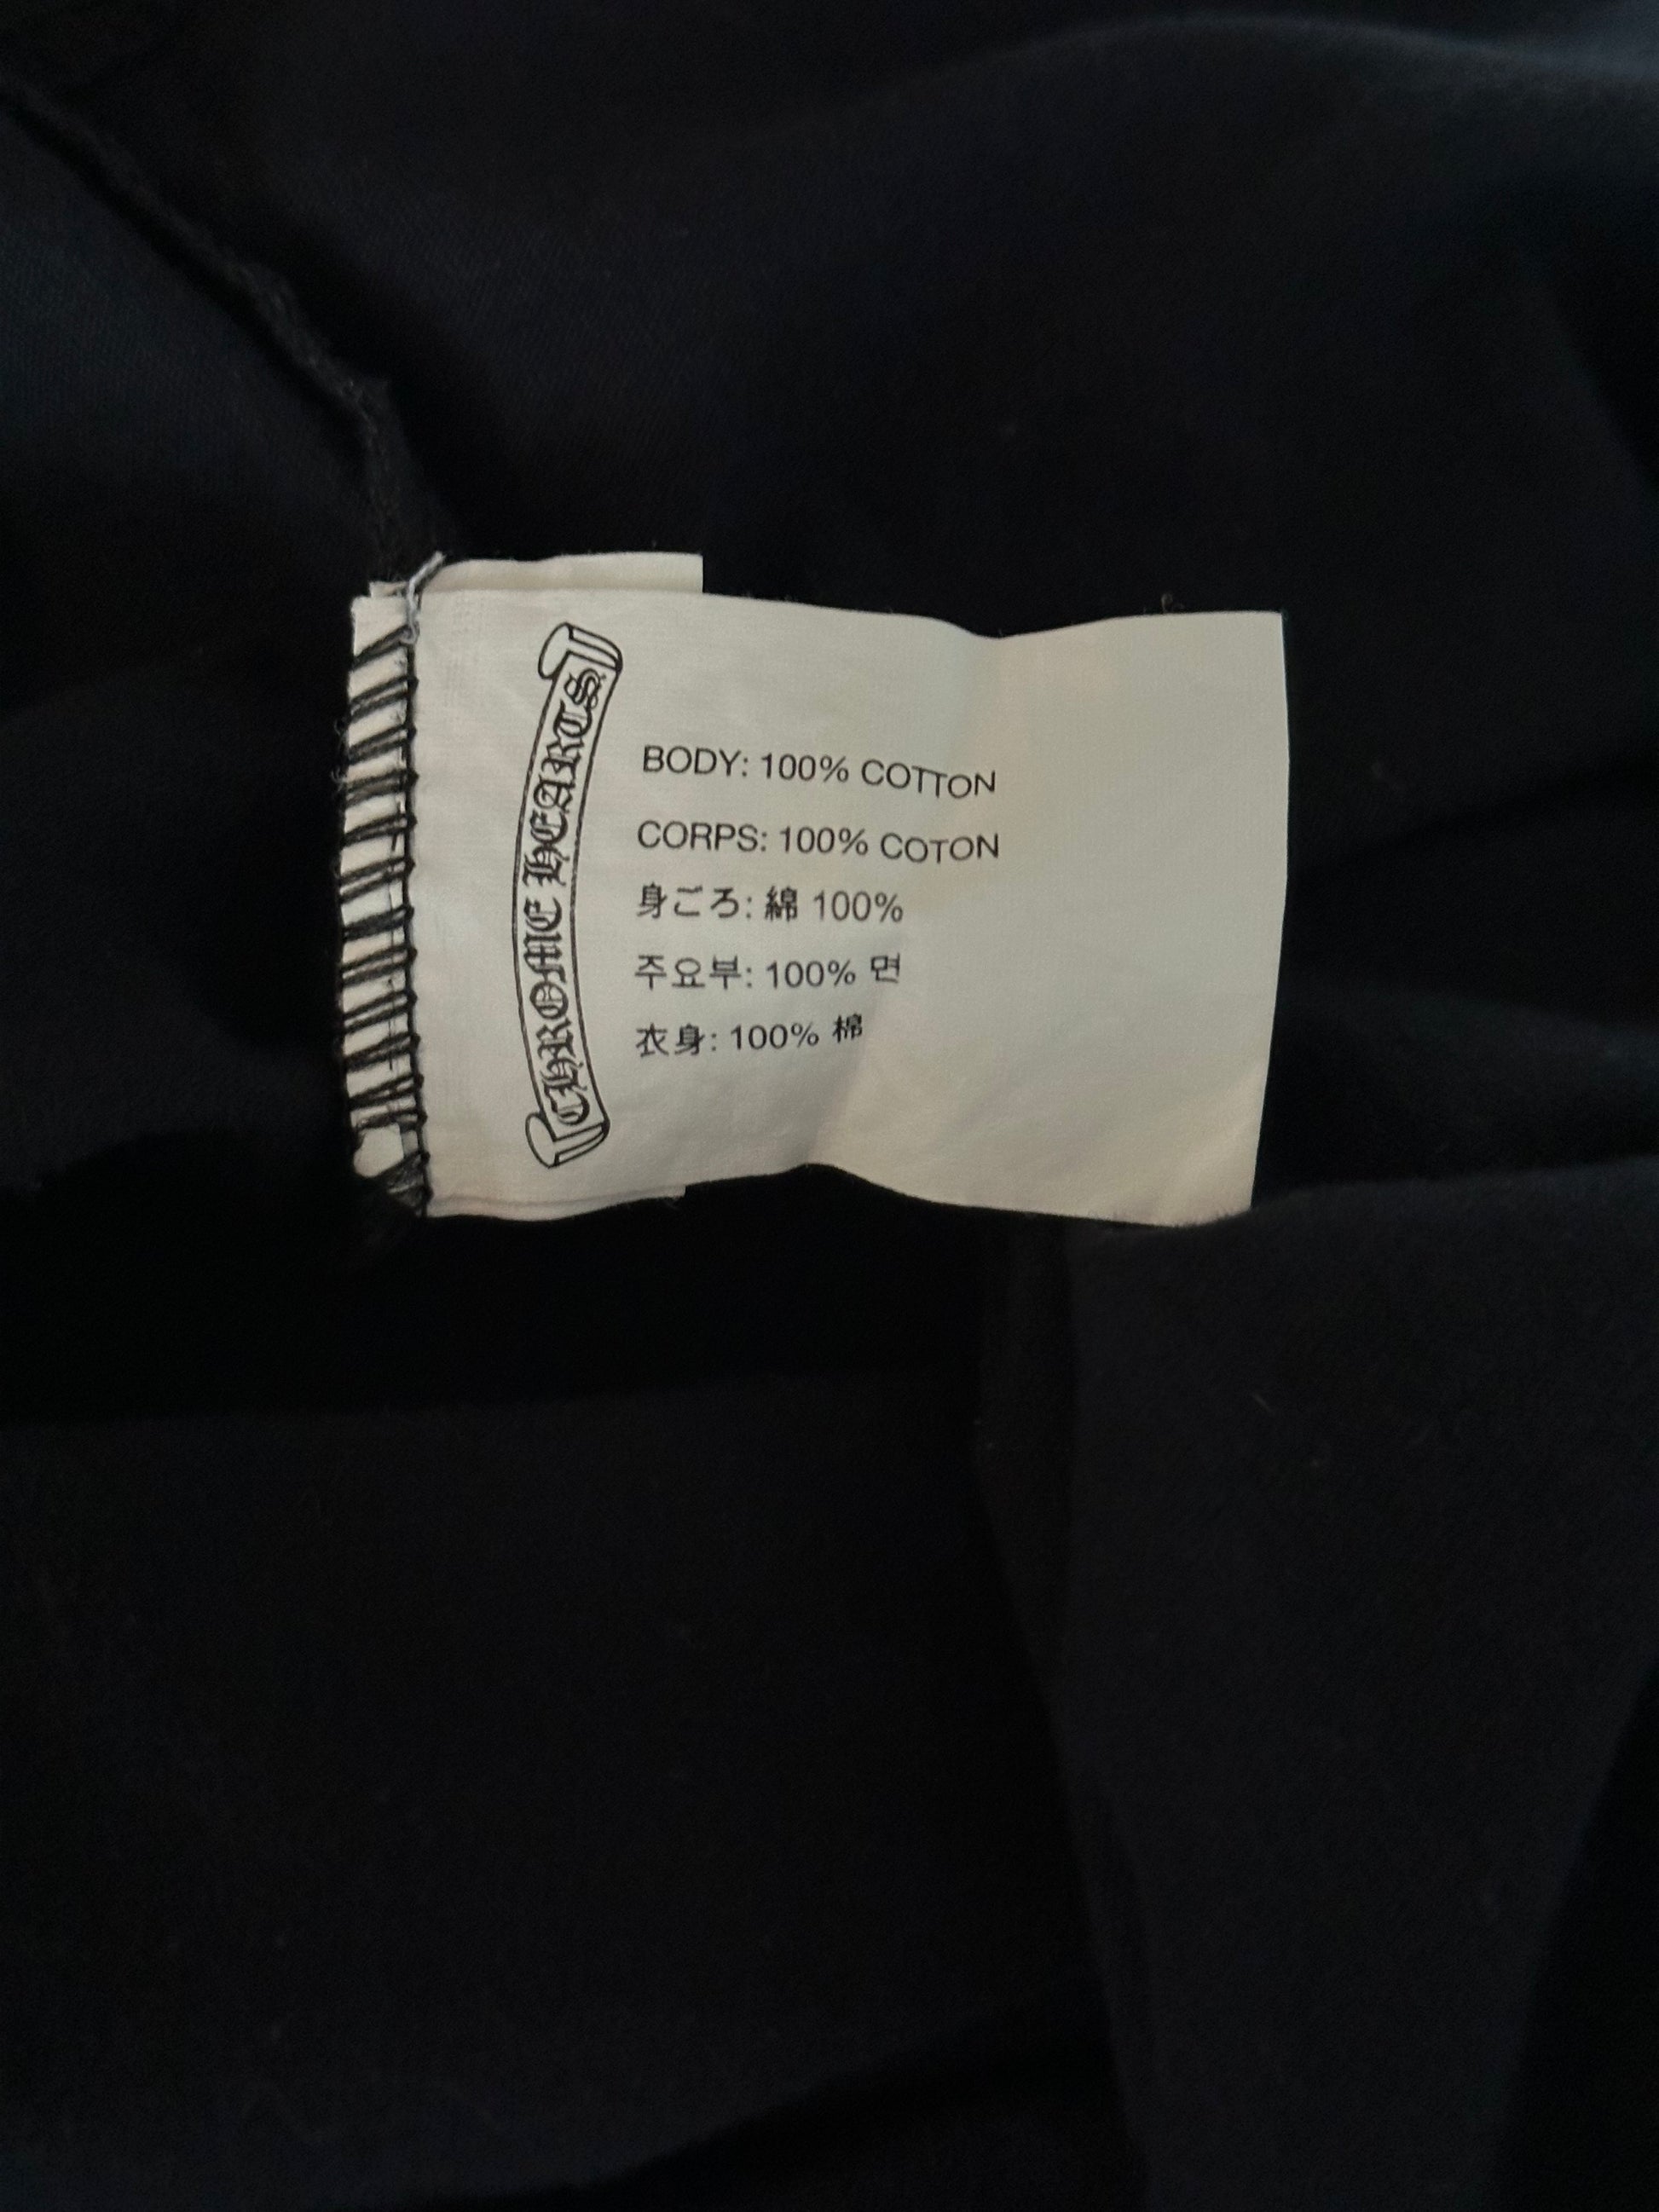 CHROME HEARTS
BODY: 100% COTTON
CORPS: 100% COTON
身ごろ: 綿 100%
주요부: 100% 면
衣身: 100% 棉